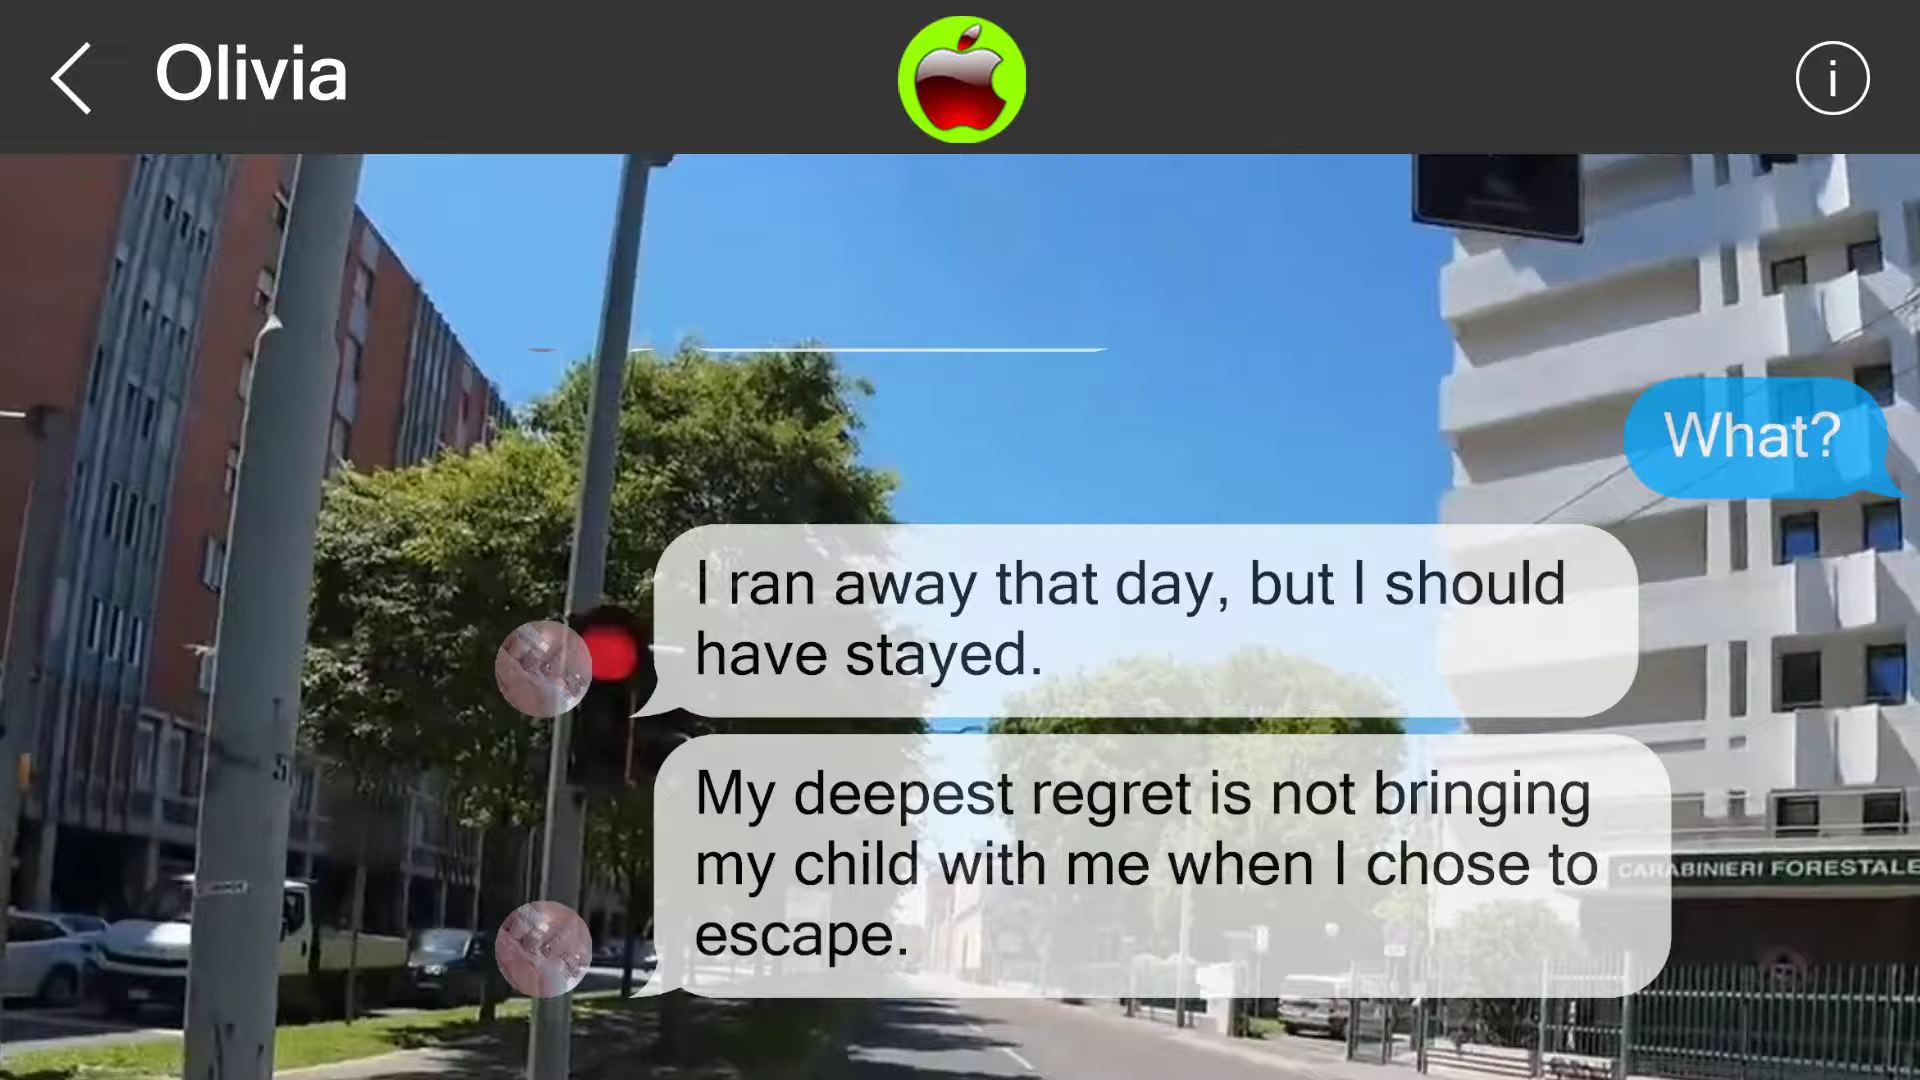 Olivia
i
What?
I ran away that day, but I should
have stayed.
My deepest regret is not bringing
my child with me when I chose to
escape.
CARABINIERI FORESTALE